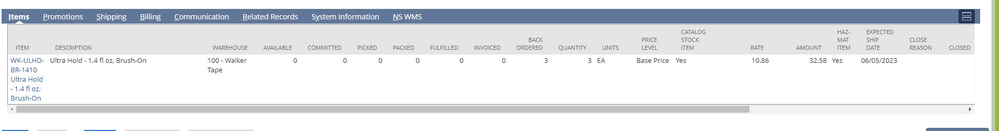 Items Promotions Shipping Billing Communication Related Records System Information NS WMS
ITEM DESCRIPTION WAREHOUSE AVAILABLE COMMITTED PICKED PACKED FULFILLED INVOICED BACK ORDERED QUANTITY UNITS PRICE LEVEL CATALOG STOCK ITEM RATE AMOUNT HAZ-MAT ITEM EXPECTED SHIP DATE CLOSE REASON CLOSED
WK-ULHD- Ultra Hold - 1.4 fl oz, Brush-On 100 - Walker 0 0 0 0 0 0 3 3 EA Base Price Yes 10.86 32.58 Yes 06/05/2023
BR-1410 Tape
Ultra Hold
- 1.4 fl oz,
Brush-On